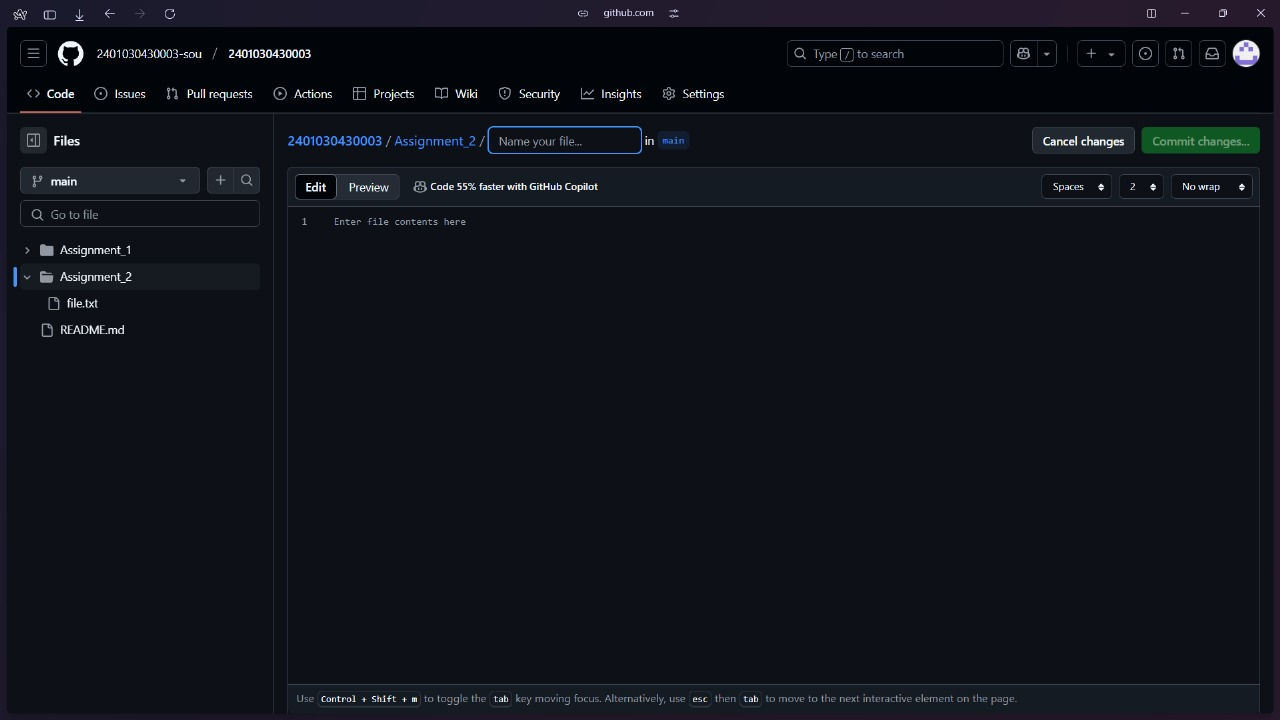 github.com
2401030430003-sou / 2401030430003
Type / to search
Code Issues Pull requests Actions Projects Wiki Security Insights Settings
Files
2401030430003 / Assignment_2 / Name your file... in main
Cancel changes Commit changes...
main
Edit Preview Code 55% faster with GitHub Copilot
Spaces 2 No wrap
Go to file
1 Enter file contents here
Assignment_1
Assignment_2
file.txt
README.md
Use Control + Shift + m to toggle the tab key moving focus. Alternatively, use esc then tab to move to the next interactive element on the page.